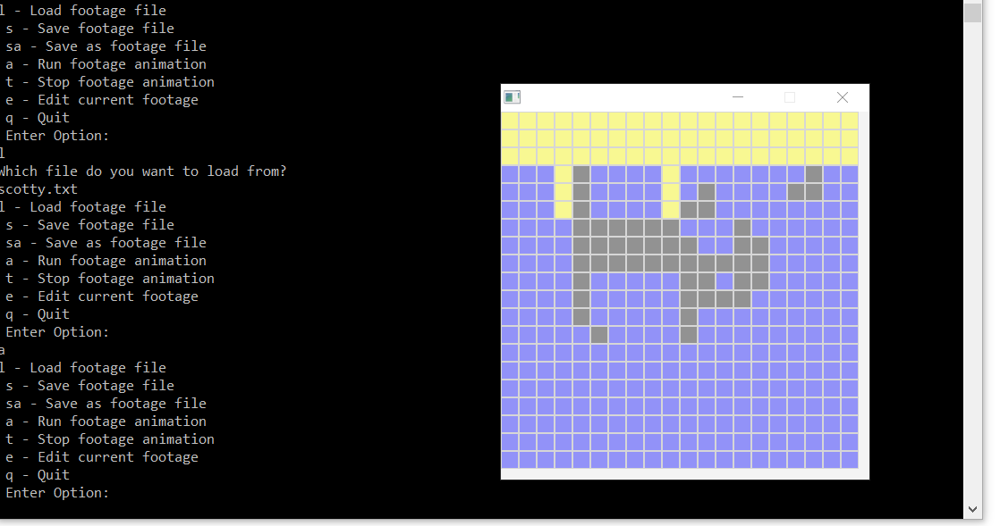 l - Load footage file
s - Save footage file
sa - Save as footage file
a - Run footage animation
t - Stop footage animation
e - Edit current footage
q - Quit
Enter Option:
l
Which file do you want to load from?
scotty.txt
l - Load footage file
s - Save footage file
sa - Save as footage file
a - Run footage animation
t - Stop footage animation
e - Edit current footage
q - Quit
Enter Option:
a
l - Load footage file
s - Save footage file
sa - Save as footage file
a - Run footage animation
t - Stop footage animation
e - Edit current footage
q - Quit
Enter Option: